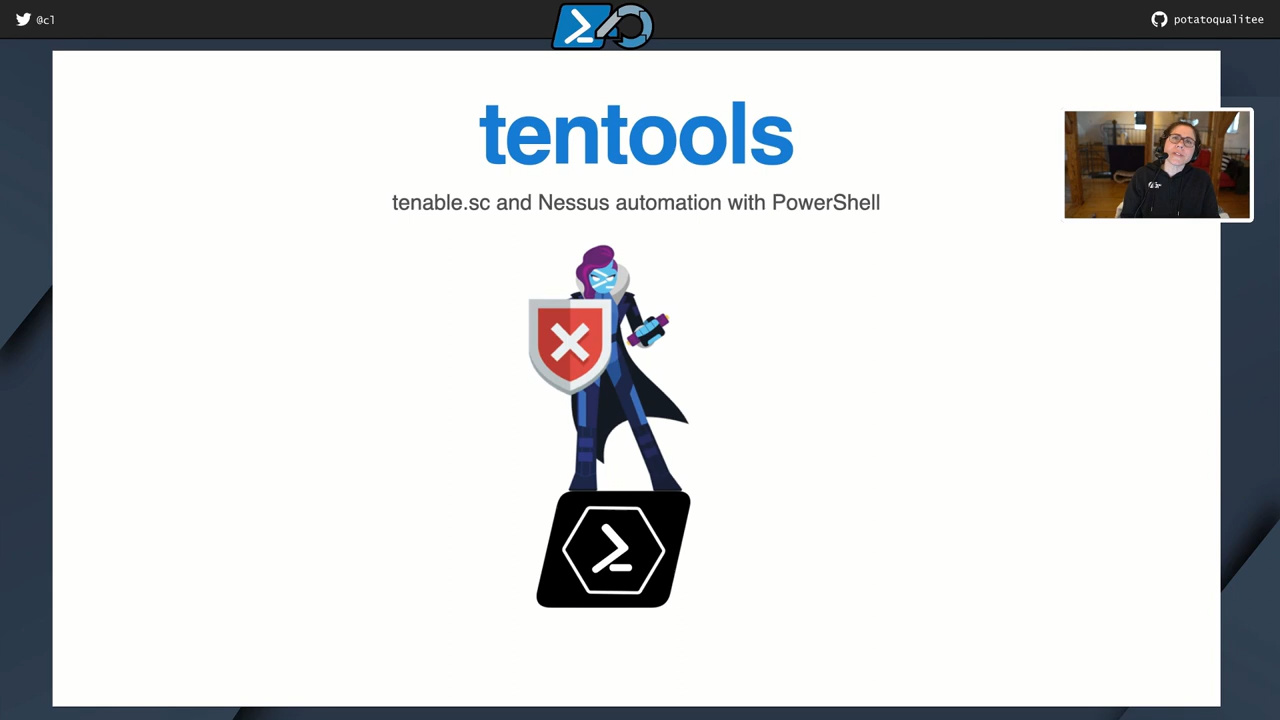 @cl
potatoqualitee
tentools
tenable.sc and Nessus automation with PowerShell